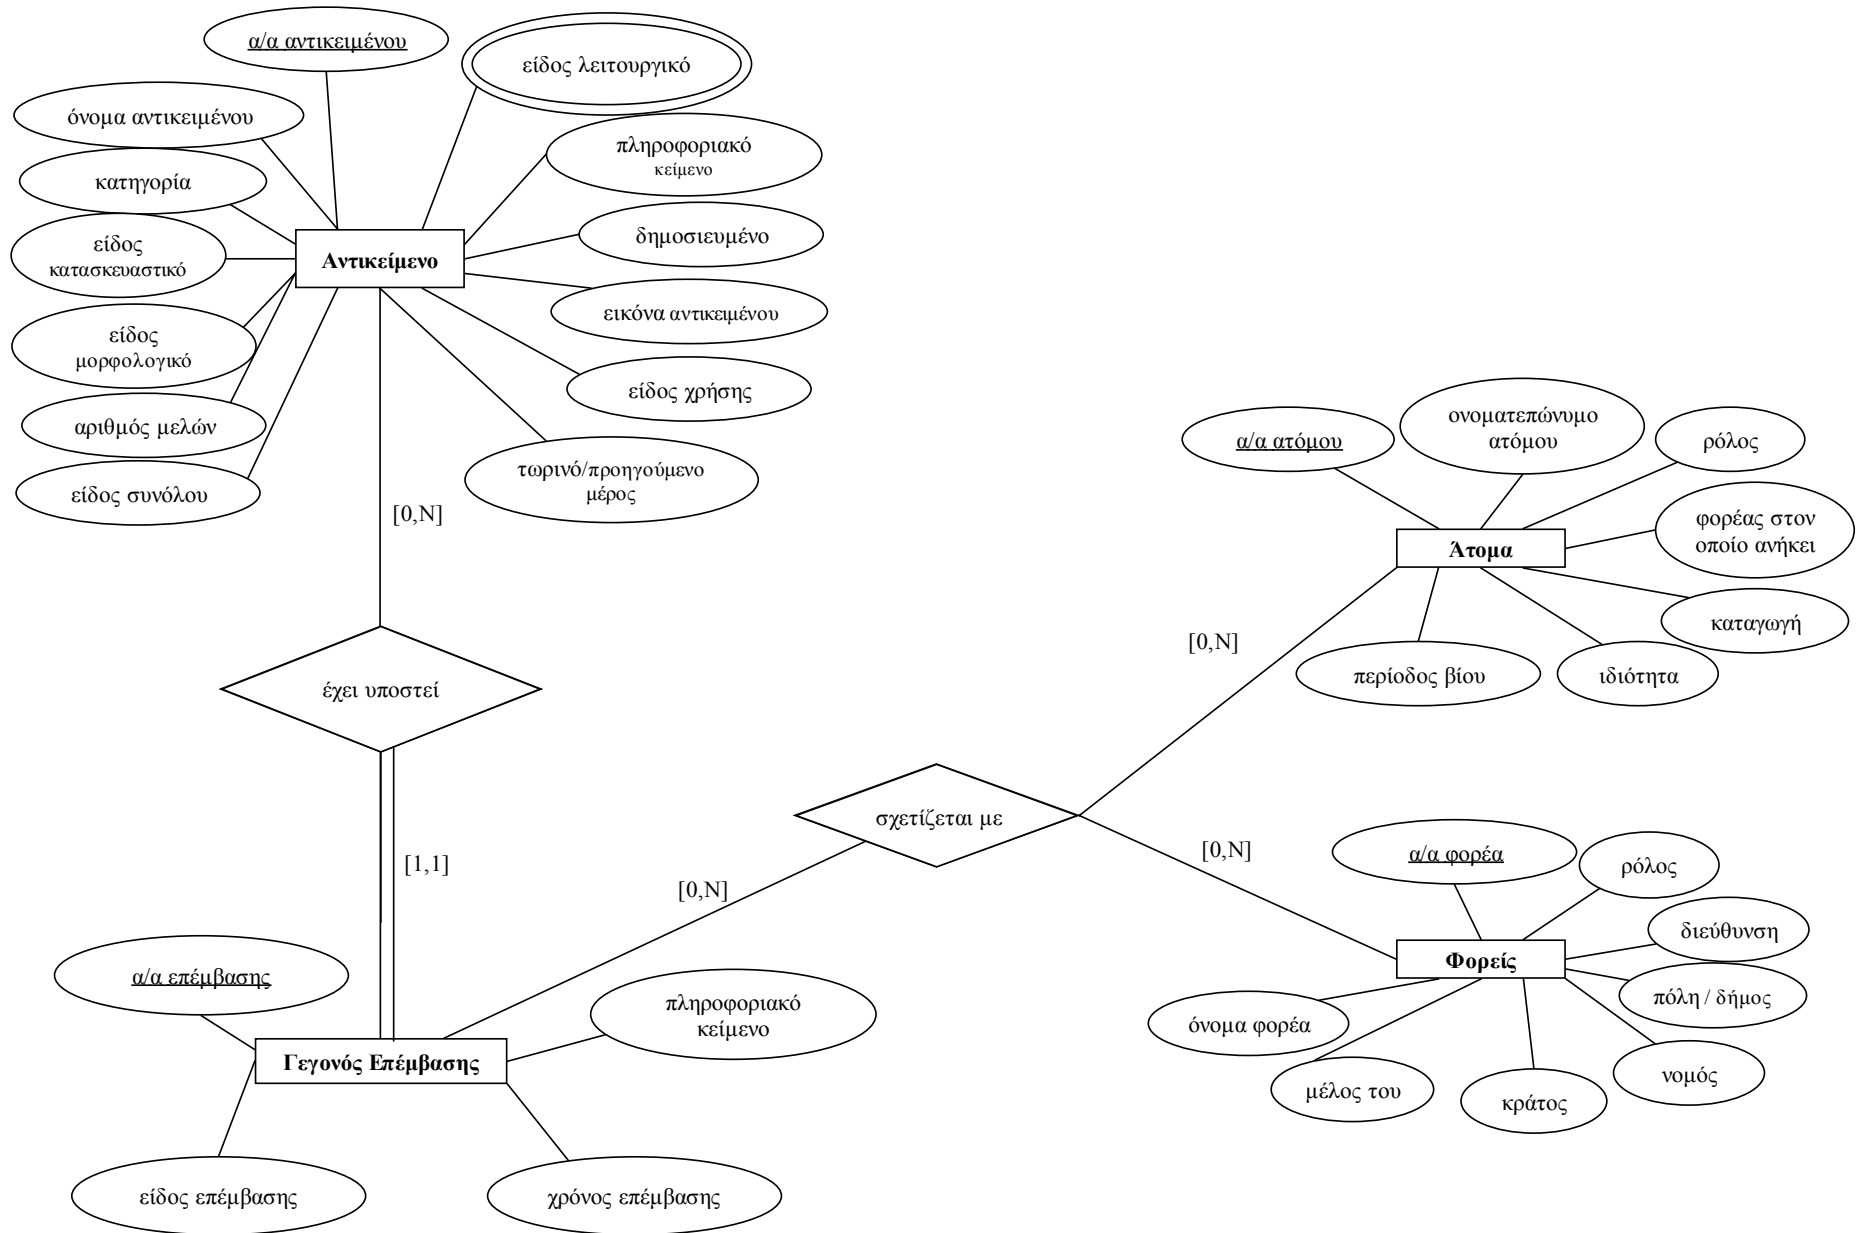 α/α αντικειμένου
είδος λειτουργικό
όνομα αντικειμένου
πληροφοριακό
κείμενο
κατηγορία
δημοσιευμένο
είδος
κατασκευαστικό
Αντικείμενο
εικόνα αντικειμένου
είδος
μορφολογικό
είδος χρήσης
αριθμός μελών
τωρινό/προηγούμενο
μέρος
είδος συνόλου
[0,N]
έχει υποστεί
[1,1]
α/α ατόμου
ονοματεπώνυμο
ατόμου
ρόλος
φορέας στον
οποίο ανήκει
Άτομα
καταγωγή
ιδιότητα
περίοδος βίου
[0,N]
σχετίζεται με
[0,N]
[0,N]
α/α φορέα
ρόλος
διεύθυνση
Φορείς
πόλη / δήμος
όνομα φορέα
νομός
μέλος του
κράτος
α/α επέμβασης
πληροφοριακό
κείμενο
Γεγονός Επέμβασης
είδος επέμβασης
χρόνος επέμβασης